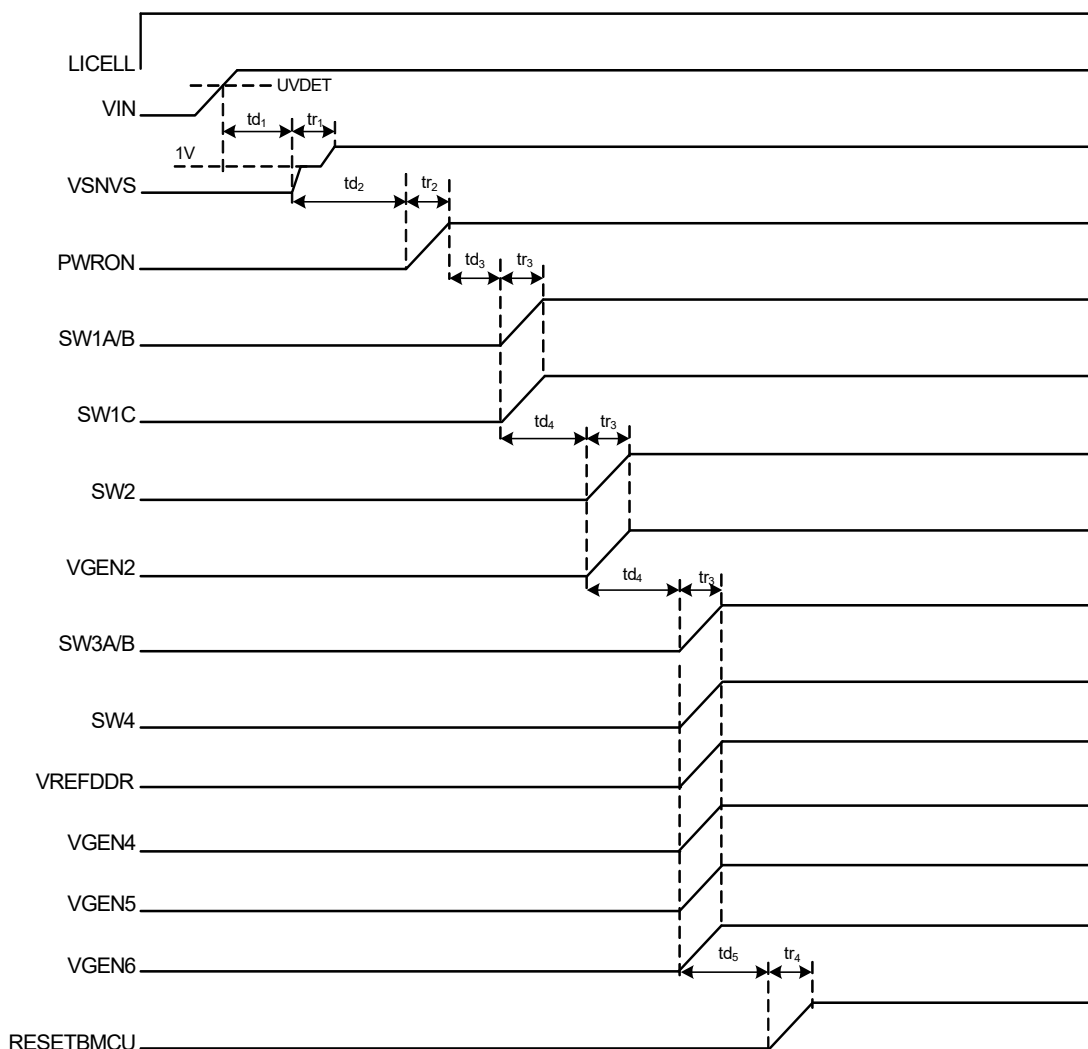 LICELL
UVDET
VIN
td₁ tr₁
1V
VSNVS
td₂ tr₂
PWRON
td₃ tr₃
SW1A/B
SW1C
td₄ tr₃
SW2
VGEN2
td₄ tr₃
SW3A/B
SW4
VREFDDR
VGEN4
VGEN5
VGEN6
td₅ tr₄
RESETBMCU